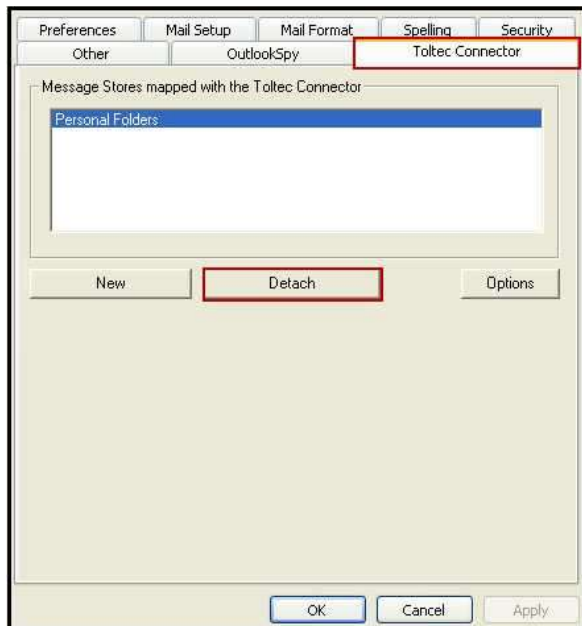 Preferences Mail Setup Mail Format Spelling Security
Other OutlookSpy Toltec Connector
Message Stores mapped with the Toltec Connector
Personal Folders
New Detach Options
OK Cancel Apply